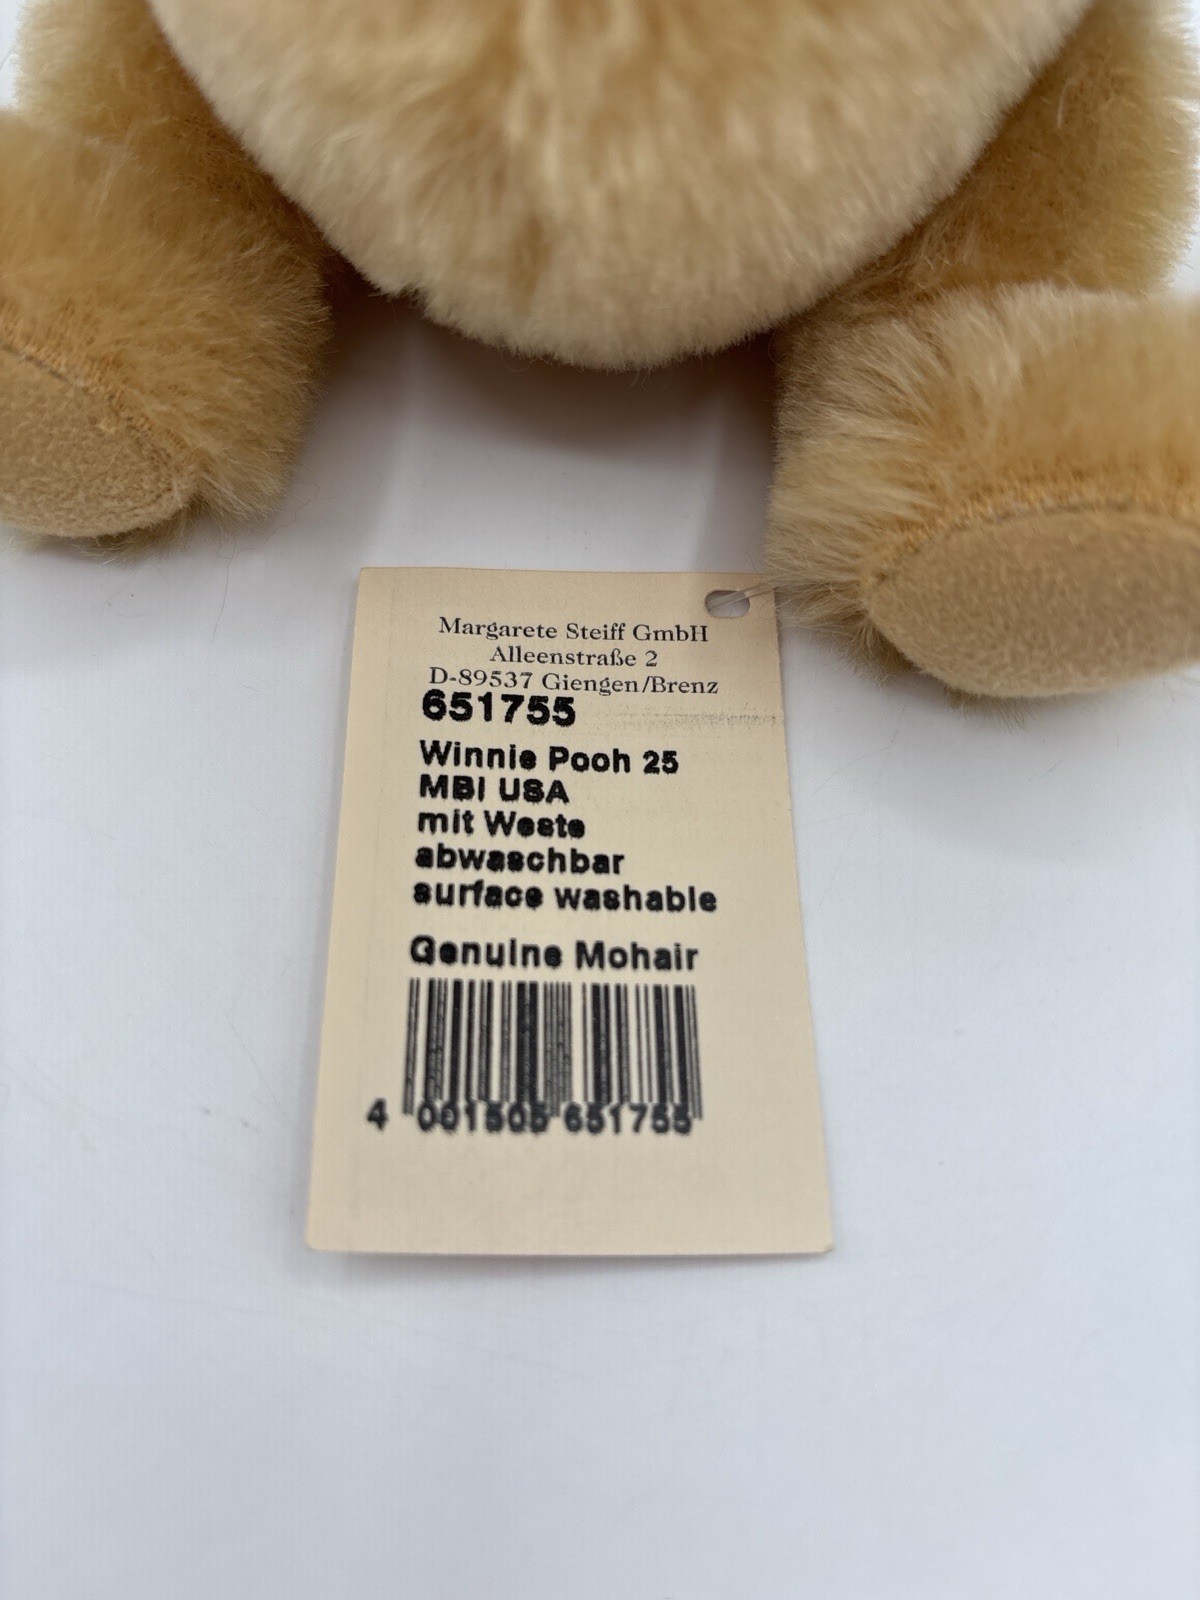 Margarete Steiff GmbH
Alleenstraße 2
D-89537 Giengen/Brenz
651755
Winnie Pooh 25
MBI USA
mit Weste
abwaschbar
surface washable
Genuine Mohair
4 001505 651755